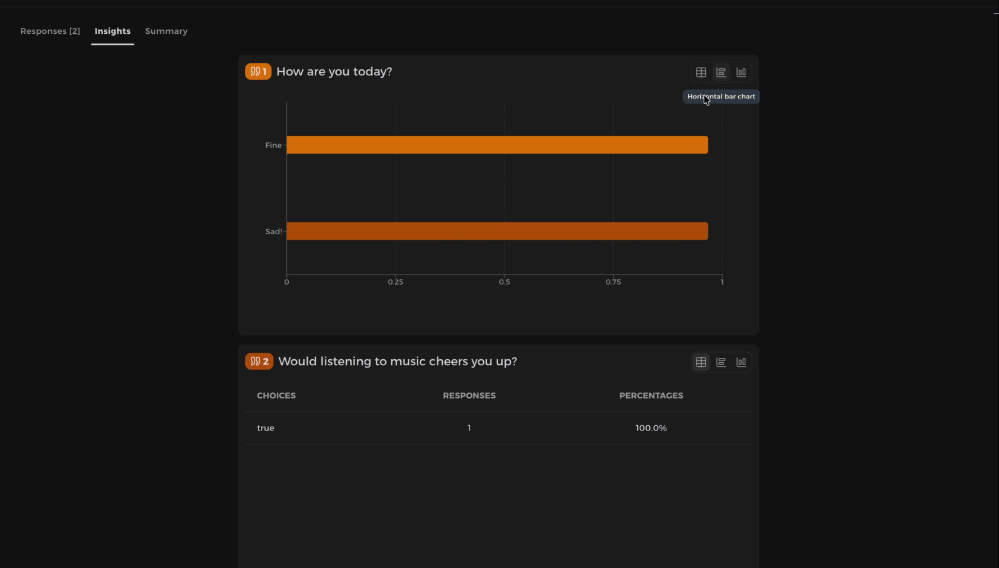 Responses [2] Insights Summary
1 How are you today?
Horizontal bar chart
Fine
Sad!
0 0.25 0.5 0.75 1
2 Would listening to music cheers you up?
CHOICES RESPONSES PERCENTAGES
true 1 100.0%